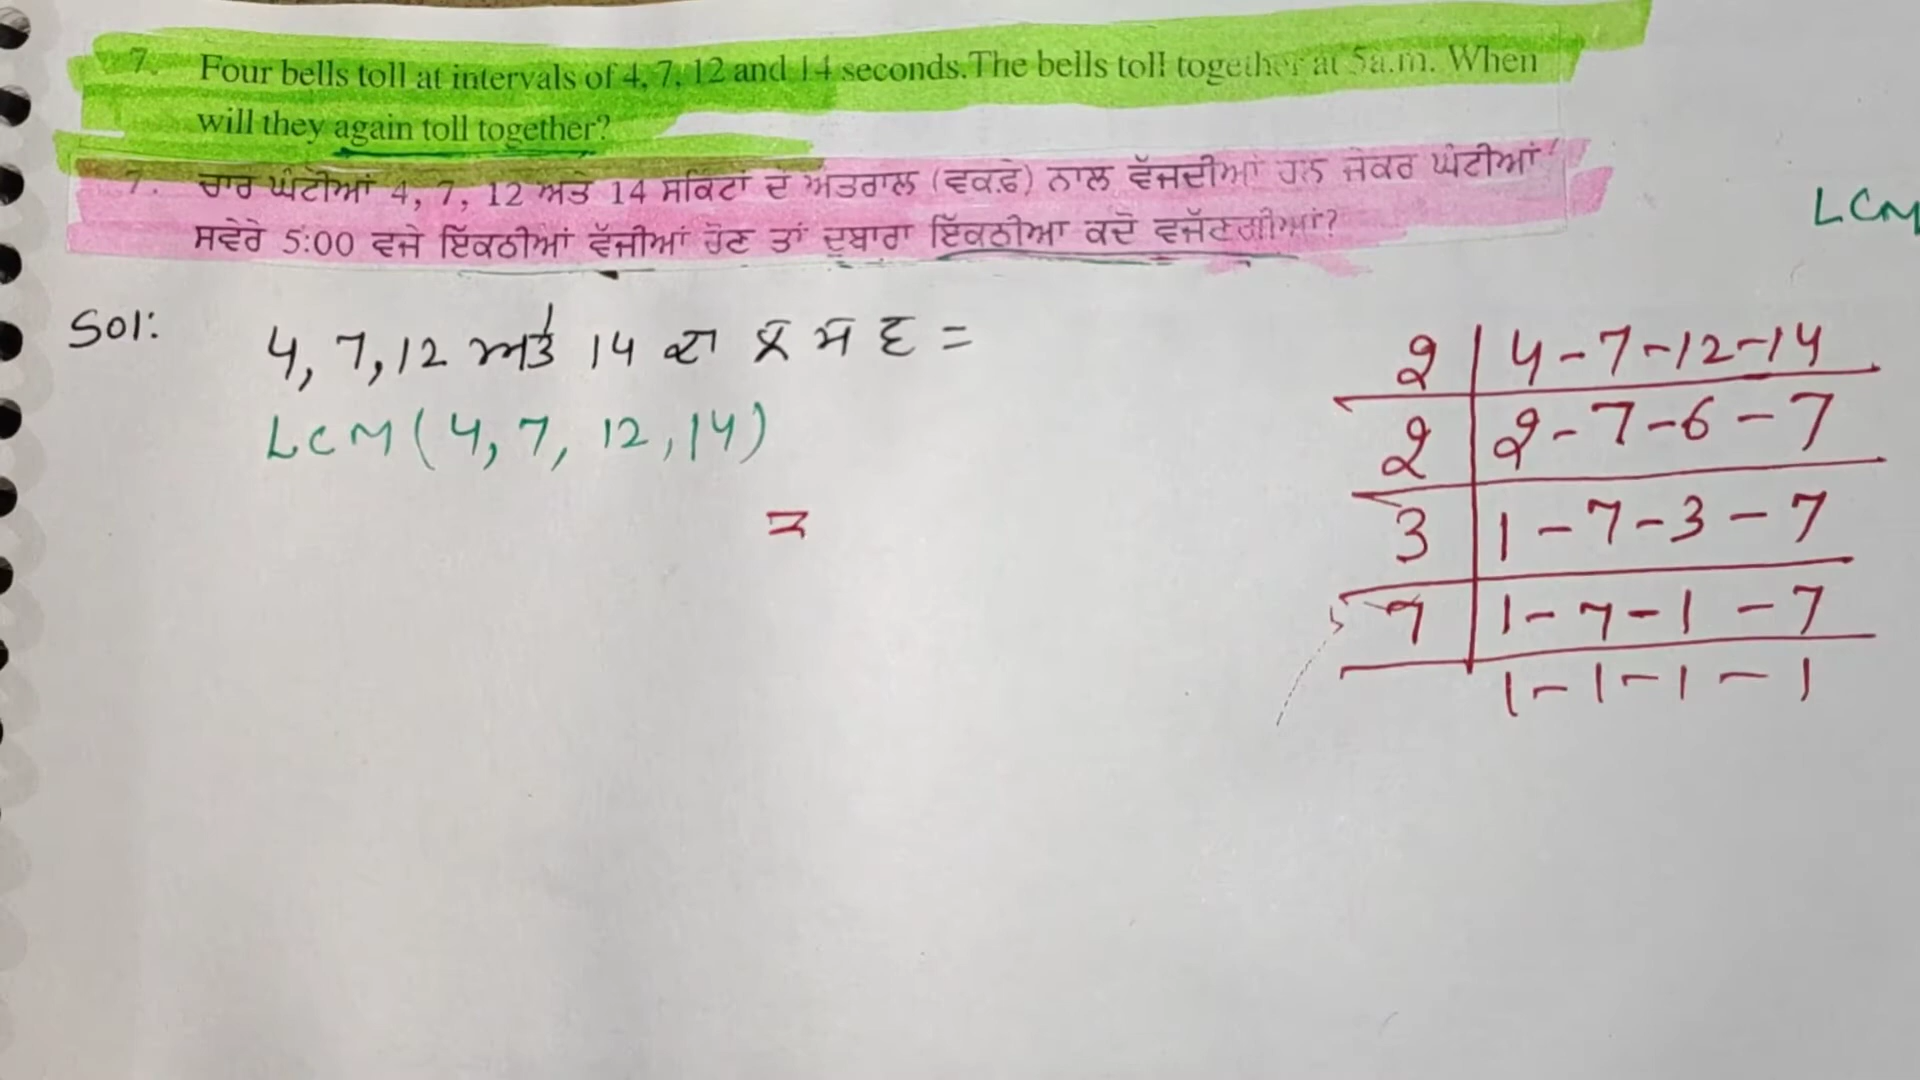 7. Four bells toll at intervals of 4, 7, 12 and 14 seconds.The bells toll together at 5a.m. When
will they again toll together?
7. ਚਾਰ ਘੰਟੀਆਂ 4, 7, 12 ਅਤੇ 14 ਸਕਿੰਟਾਂ ਦੇ ਅੰਤਰਾਲ (ਵਕਫ਼ੇ) ਨਾਲ ਵੱਜਦੀਆਂ ਹਨ ਜੇਕਰ ਘੰਟੀਆਂ
ਸਵੇਰੇ 5:00 ਵਜੇ ਇੱਕਠੀਆਂ ਵੱਜੀਆਂ ਹੋਣ ਤਾਂ ਦੁਬਾਰਾ ਇੱਕਠੀਆ ਕਦੋ ਵਜੱਣਗੀਆਂ?
LCM
Sol: 4, 7, 12 ਅਤੇ 14 ਦਾ ਲ ਸ ਵ =
LCM (4, 7, 12, 14)
=
2 | 4 - 7 - 12 - 14
2 | 2 - 7 - 6 - 7
3 | 1 - 7 - 3 - 7
7 | 1 - 7 - 1 - 7
1 - 1 - 1 - 1